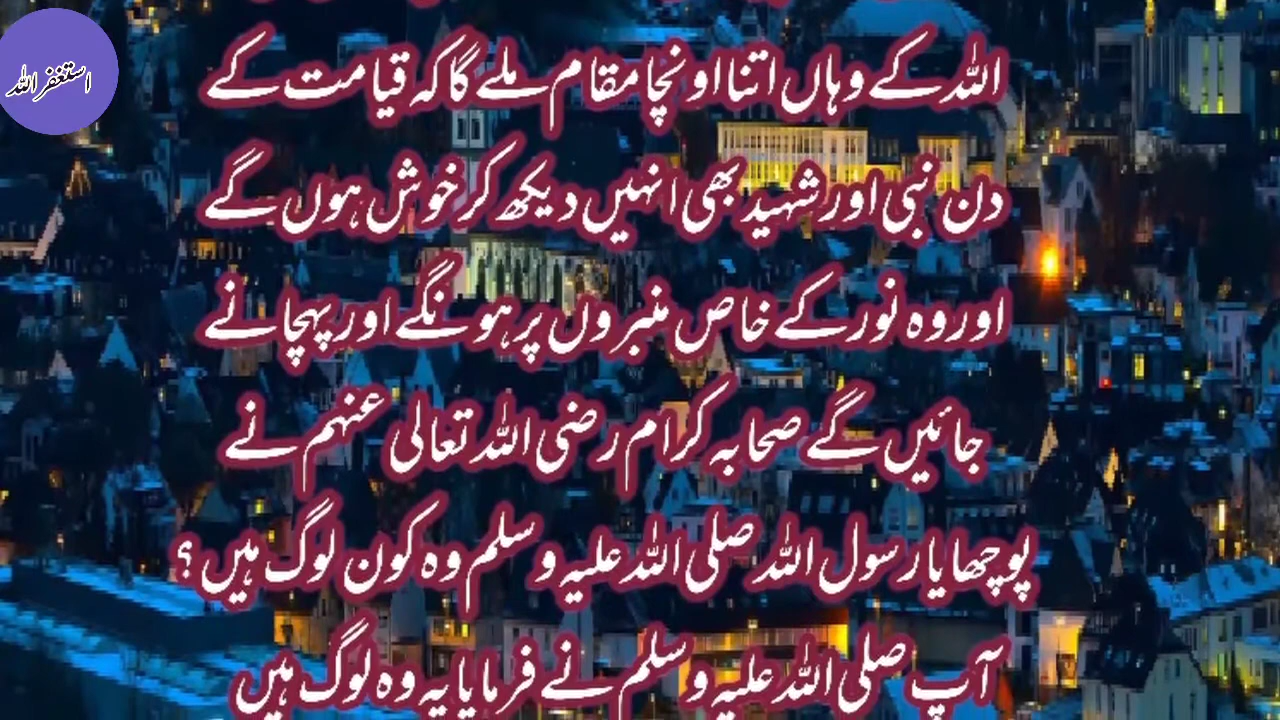 استغفر اللہ
اللہ کے وہاں اتنا اونچا مقام ملے گا کہ قیامت کے
دن نبی اور شہید بھی انہیں دیکھ کر خوش ہوں گے
اور وہ نور کے خاص منبروں پر ہونگے اور پہچانے
جائیں گے صحابہ کرام رضی اللہ تعالی عنہم نے
پوچھا یا رسول اللہ صلی اللہ علیہ وسلم وہ کون لوگ ہیں؟
آپ صلی اللہ علیہ وسلم نے فرمایا یہ وہ لوگ ہیں